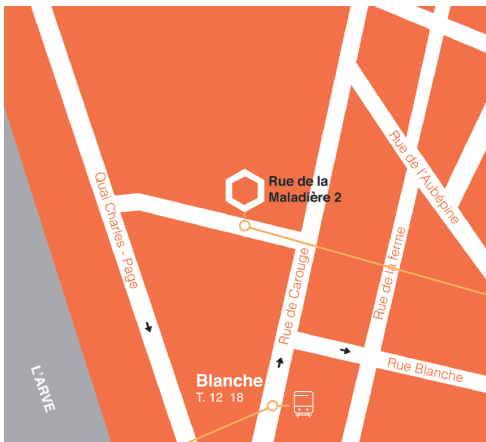 Rue de la
Maladière 2
Quai Charles - Page
Rue de l'Aubépine
Rue de la ferme
Rue de Carouge
Rue Blanche
Blanche
T. 12 18
L'ARVE